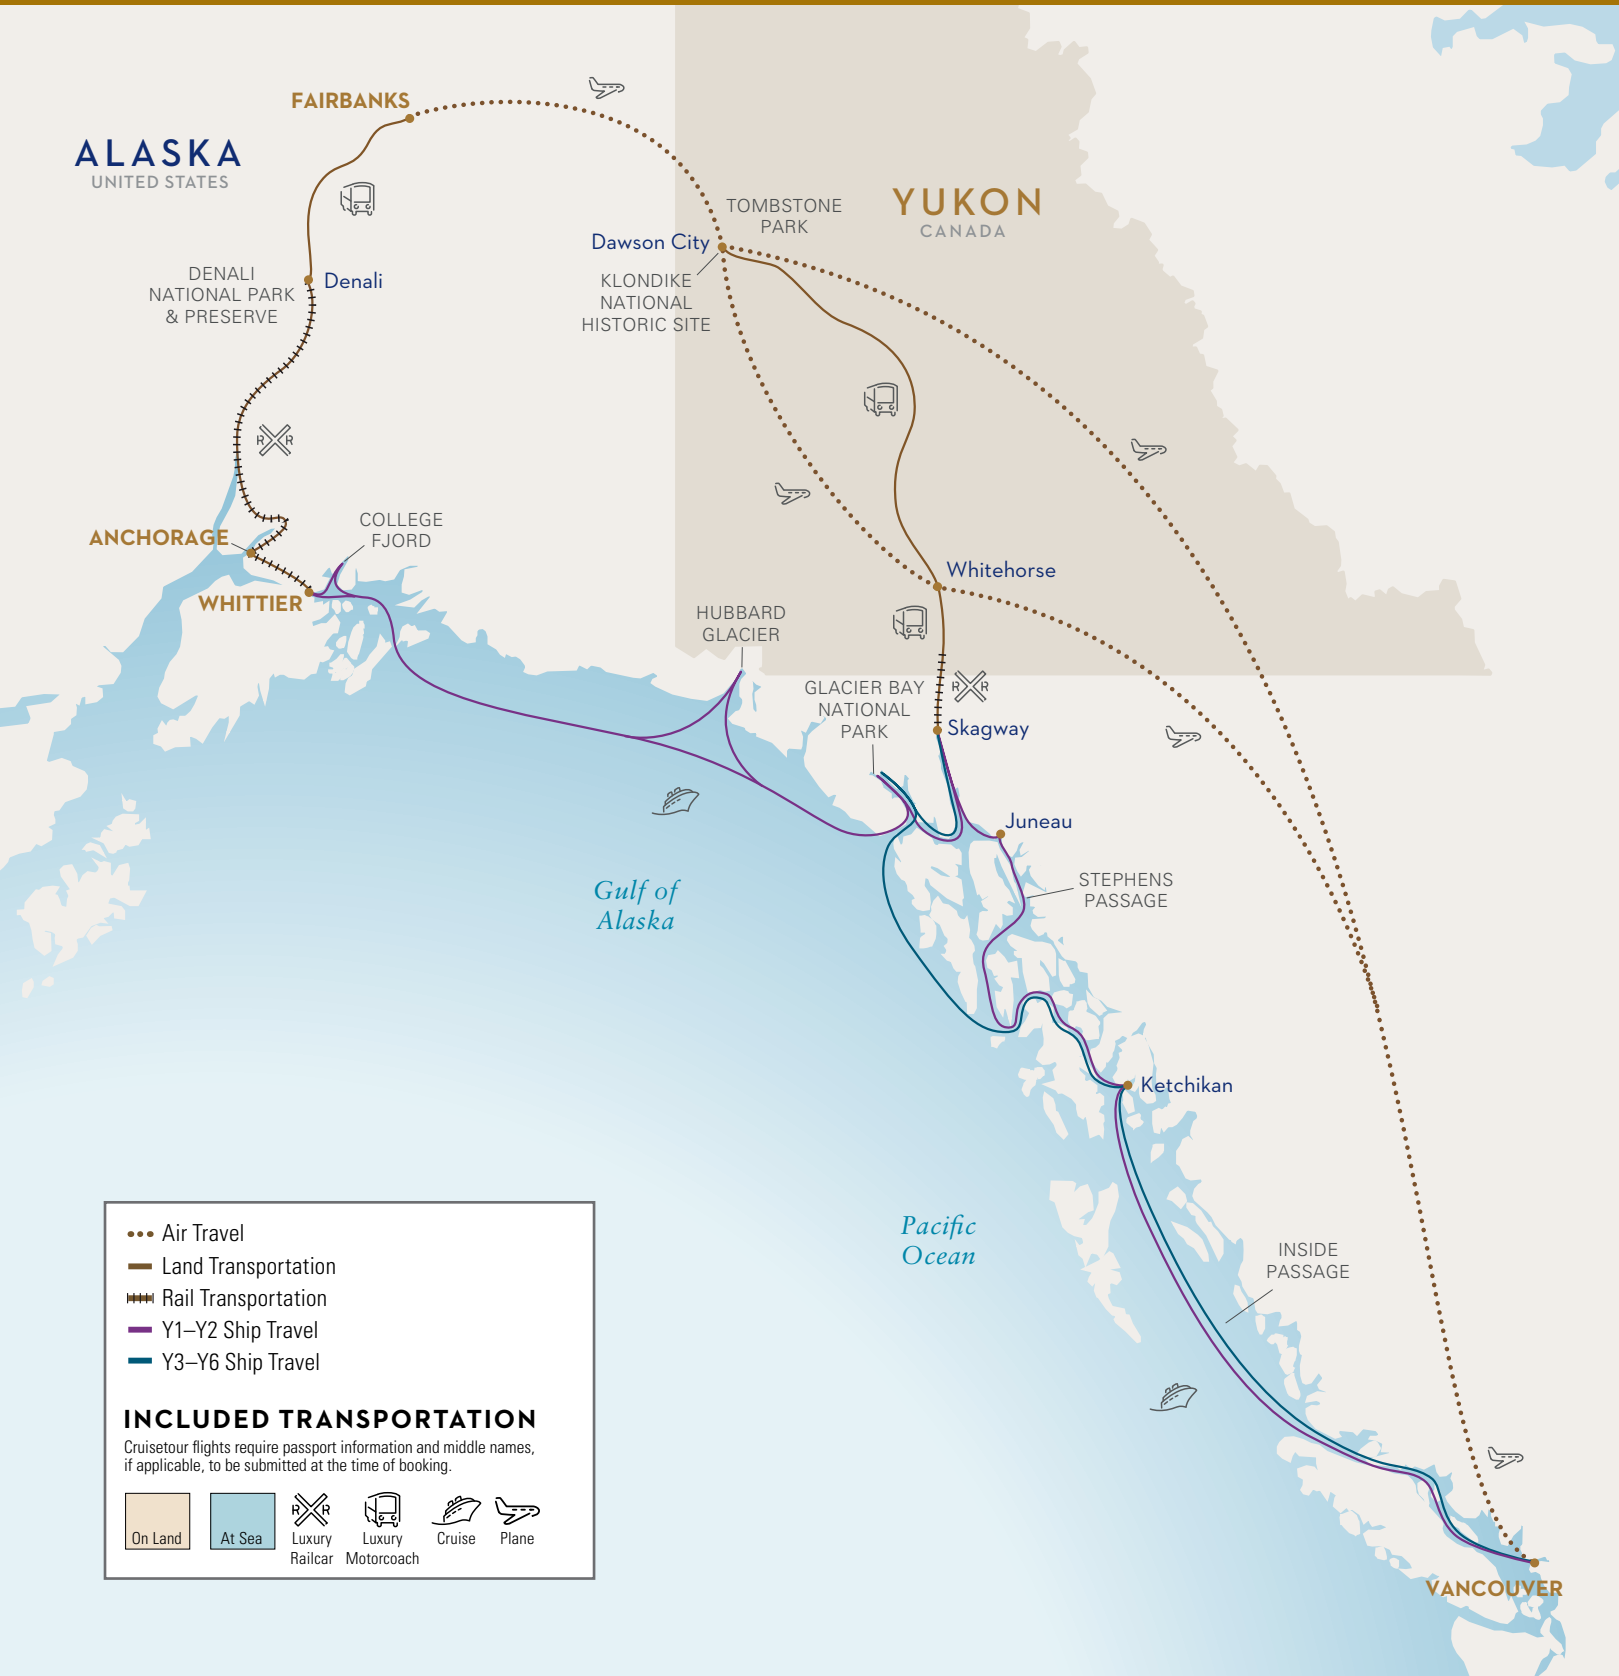 FAIRBANKS
ALASKA
UNITED STATES
TOMBSTONE
PARK
YUKON
CANADA
Dawson City
DENALI
NATIONAL PARK
& PRESERVE
Denali
KLONDIKE
NATIONAL
HISTORIC SITE
R R
ANCHORAGE
COLLEGE
FJORD
WHITTIER
Whitehorse
HUBBARD
GLACIER
GLACIER BAY
NATIONAL
PARK
R R
Skagway
Juneau
Gulf of
Alaska
STEPHENS
PASSAGE
Ketchikan
Pacific
Ocean
INSIDE
PASSAGE
VANCOUVER
Air Travel
Land Transportation
Rail Transportation
Y1–Y2 Ship Travel
Y3–Y6 Ship Travel
INCLUDED TRANSPORTATION
Cruisetour flights require passport information and middle names,
if applicable, to be submitted at the time of booking.
On Land
At Sea
R R
Luxury
Railcar
Luxury
Motorcoach
Cruise
Plane